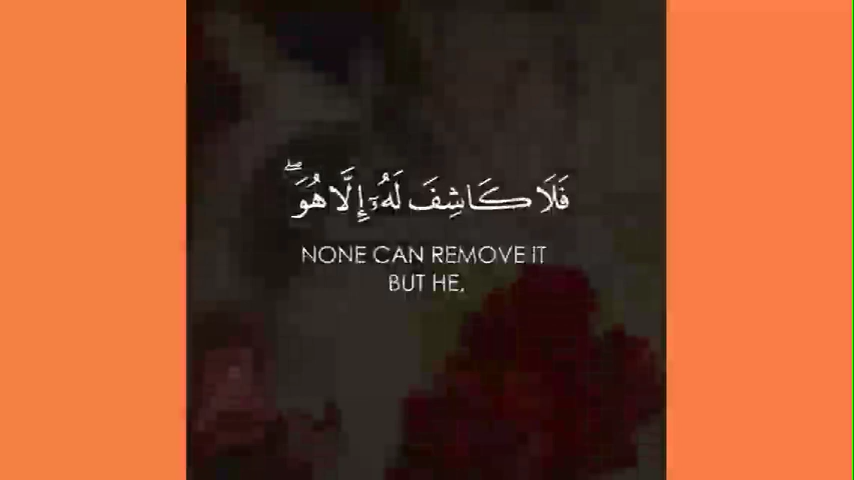 فَلَا كَاشِفَ لَهُۥٓ إِلَّا هُوَ ۖ
NONE CAN REMOVE IT
BUT HE,